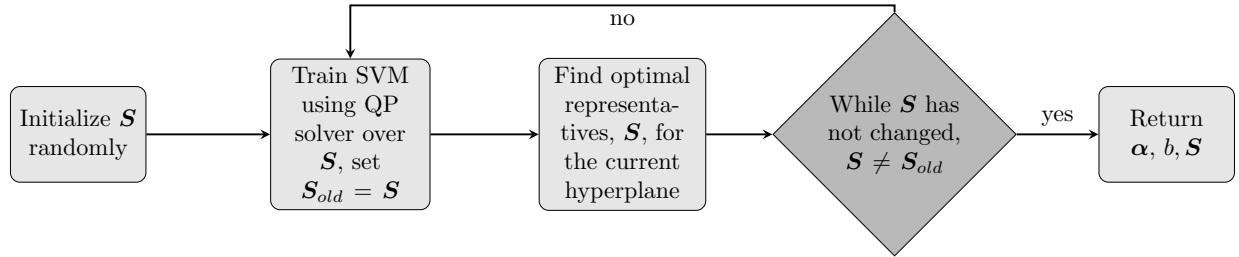 Initialize S
randomly
Train SVM
using QP
solver over
S, set
S_old = S
Find optimal
representa-
tives, S, for
the current
hyperplane
no
While S has
not changed,
S ≠ S_old
yes
Return
α, b, S